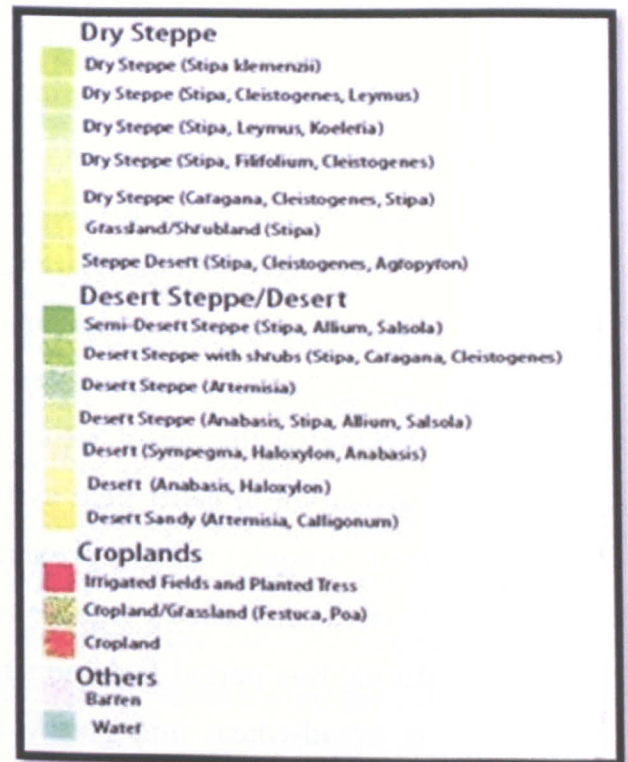 Dry Steppe
Dry Steppe (Stipa klemenzii)
Dry Steppe (Stipa, Cleistogenes, Leymus)
Dry Steppe (Stipa, Leymus, Koeleria)
Dry Steppe (Stipa, Filifolium, Cleistogenes)
Dry Steppe (Caragana, Cleistogenes, Stipa)
Grassland/Shrubland (Stipa)
Steppe Desert (Stipa, Cleistogenes, Agropyron)
Desert Steppe/Desert
Semi-Desert Steppe (Stipa, Allium, Salsola)
Desert Steppe with shrubs (Stipa, Caragana, Cleistogenes)
Desert Steppe (Artemisia)
Desert Steppe (Anabasis, Stipa, Allium, Salsola)
Desert (Sympegma, Haloxylon, Anabasis)
Desert (Anabasis, Haloxylon)
Desert Sandy (Artemisia, Calligonum)
Croplands
Irrigated Fields and Planted Tress
Cropland/Grassland (Festuca, Poa)
Cropland
Others
Barren
Water